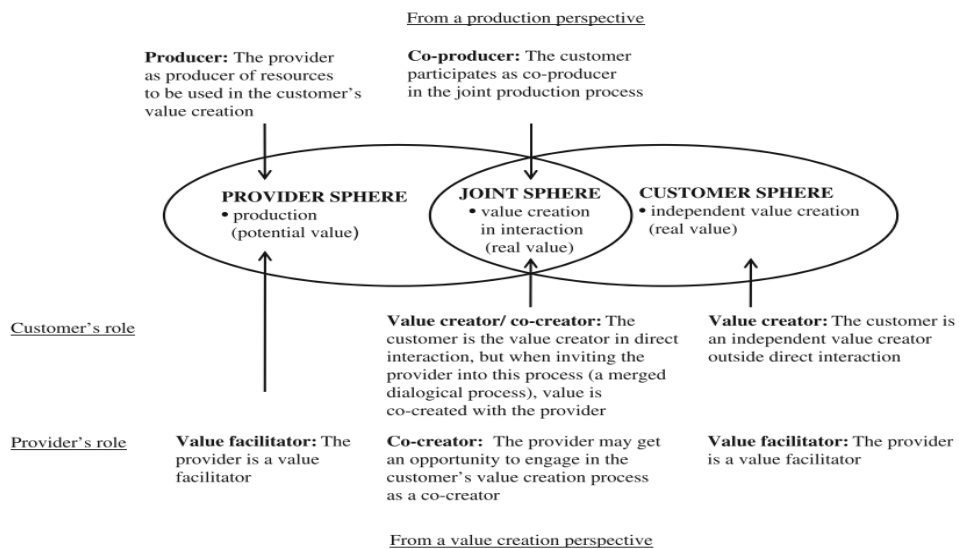 From a production perspective
Producer: The provider
as producer of resources
to be used in the customer's
value creation
Co-producer: The customer
participates as co-producer
in the joint production process
PROVIDER SPHERE
• production
(potential value)
JOINT SPHERE
• value creation
in interaction
(real value)
CUSTOMER SPHERE
• independent value creation
(real value)
Customer's role
Value creator/ co-creator: The
customer is the value creator in direct
interaction, but when inviting the
provider into this process (a merged
dialogical process), value is
co-created with the provider
Value creator: The customer is
an independent value creator
outside direct interaction
Provider's role
Value facilitator: The
provider is a value
facilitator
Co-creator: The provider may get
an opportunity to engage in the
customer's value creation process
as a co-creator
Value facilitator: The provider
is a value facilitator
From a value creation perspective